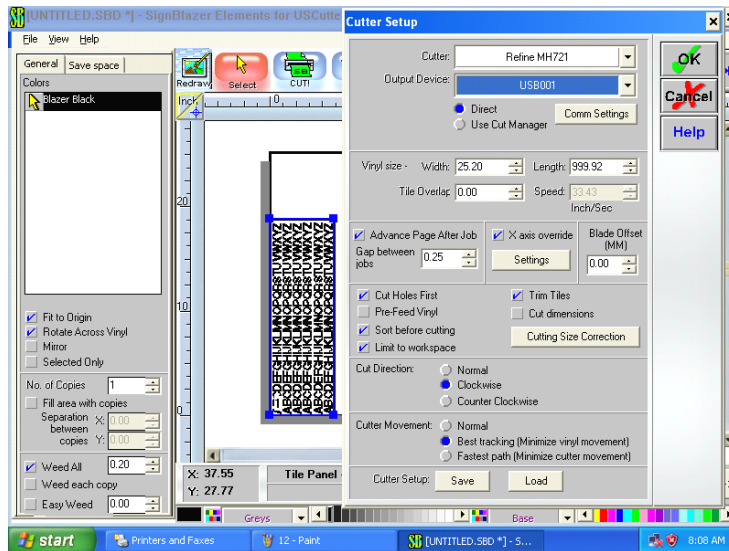 [UNTITLED.SBD *] - SignBlazer Elements for USCutte
File View Help
General Save space
Colors
Blazer Black
Fit to Origin
Rotate Across Vinyl
Mirror
Selected Only
No. of Copies 1
Fill area with copies
Separation between copies X: 0.00
Y: 0.00
Weed All 0.20
Weed each copy
Easy Weed 0.00
Redraw Select CUT!
Inch 0
20
10
0
ABCDEFGHIJKLMNOPQRSTUVWXYZ
ABCDEFGHIJKLMNOPQRSTUVWXYZ
ABCDEFGHIJKLMNOPQRSTUVWXYZ
ABCDEFGHIJKLMNOPQRSTUVWXYZ
X: 37.55 Tile Panel
Y: 27.77
Greys Base
Cutter Setup
Cutter: Refine MH721
Output Device: USB001
Direct
Use Cut Manager
Comm Settings
Vinyl size - Width: 25.20 Length: 999.92
Tile Overlap 0.00 Speed: 33.43
Inch/Sec
Advance Page After Job
Gap between jobs 0.25
X axis override
Settings
Blade Offset (MM)
0.00
Cut Holes First
Pre-Feed Vinyl
Sort before cutting
Limit to workspace
Trim Tiles
Cut dimensions
Cutting Size Correction
Cut Direction: Normal
Clockwise
Counter Clockwise
Cutter Movement: Normal
Best tracking (Minimize vinyl movement)
Fastest path (Minimize cutter movement)
Cutter Setup: Save Load
OK
Cancel
Help
start Printers and Faxes 12 - Paint [UNTITLED.SBD *] - S... 8:08 AM